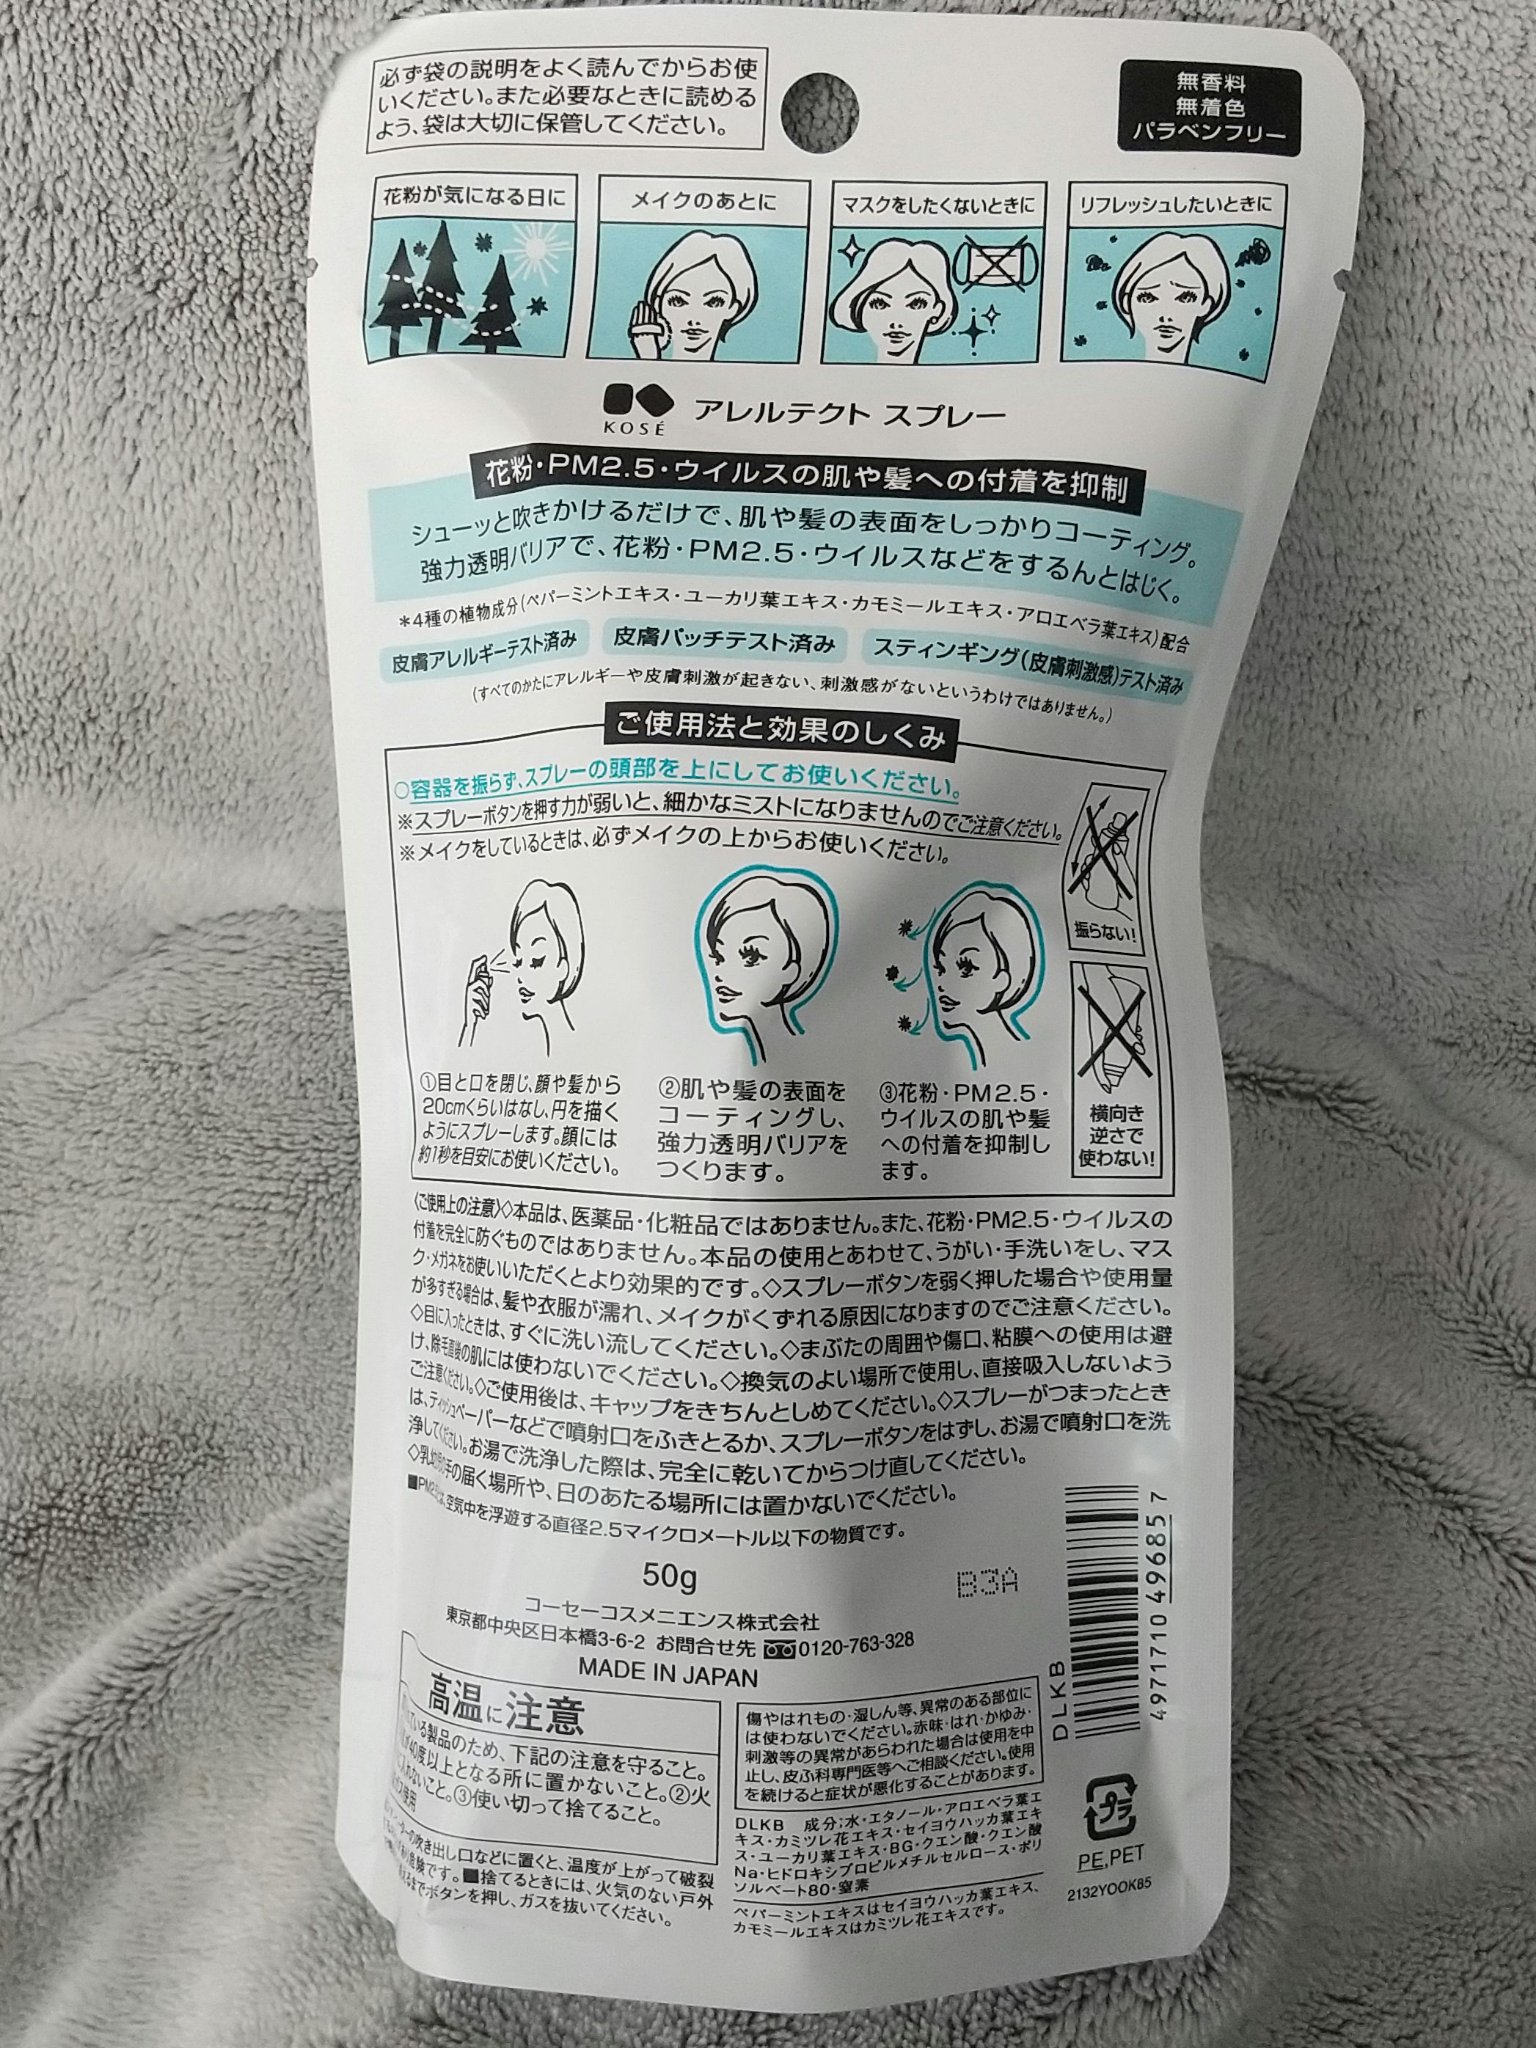 必ず袋の説明をよく読んでからお使
いください。また必要なときに読める
よう、袋は大切に保管してください。
無香料
無着色
パラベンフリー
花粉が気になる日に
メイクのあとに
マスクをしたくないときに
リフレッシュしたいときに
KOSÉ
アレルテクト スプレー
花粉・PM2.5・ウイルスの肌や髪への付着を抑制
シューッと吹きかけるだけで、肌や髪の表面をしっかりコーティング。
強力透明バリアで、花粉・PM2.5・ウイルスなどをするんとはじく。
*4種の植物成分(ペパーミントエキス・ユーカリ葉エキス・カモミールエキス・アロエベラ葉エキス)配合
皮膚アレルギーテスト済み
皮膚パッチテスト済み
スティンギング(皮膚刺激感)テスト済み
(すべてのかたにアレルギーや皮膚刺激が起きない、刺激感がないというわけではありません。)
ご使用法と効果のしくみ
○容器を振らず、スプレーの頭部を上にしてお使いください。
※スプレーボタンを押す力が弱いと、細かなミストになりませんのでご注意ください。
※メイクをしているときは、必ずメイクの上からお使いください。
振らない!
横向き
逆さで
使わない!
①目と口を閉じ、顔や髪から
20cmくらいはなし、円を描く
ようにスプレーします。顔には
約1秒を目安にお使いください。
②肌や髪の表面を
コーティングし、
強力透明バリアを
つくります。
③花粉・PM2.5・
ウイルスの肌や髪
への付着を抑制し
ます。
〈ご使用上の注意〉◇本品は、医薬品・化粧品ではありません。また、花粉・PM2.5・ウイルスの
付着を完全に防ぐものではありません。本品の使用とあわせて、うがい・手洗いをし、マス
ク・メガネをお使いいただくとより効果的です。◇スプレーボタンを弱く押した場合や使用量
が多すぎる場合は、髪や衣服が濡れ、メイクがくずれる原因になりますのでご注意ください。
◇目に入ったときは、すぐに洗い流してください。◇まぶたの周囲や傷口、粘膜への使用は避
け、除毛直後の肌には使わないでください。◇換気のよい場所で使用し、直接吸入しないよう
ご注意ください。◇ご使用後は、キャップをきちんとしめてください。◇スプレーがつまったとき
は、ティッシュペーパーなどで噴射口をふきとるか、スプレーボタンをはずし、お湯で噴射口を洗
浄してください。お湯で洗浄した際は、完全に乾いてからつけ直してください。
◇乳幼児の手の届く場所や、日のあたる場所には置かないでください。
■PM2.5は、空気中を浮遊する直径2.5マイクロメートル以下の物質です。
50g
B3A
コーセーコスメニエンス株式会社
東京都中央区日本橋3-6-2 お問合せ先 0120-763-328
MADE IN JAPAN
4971710 496857
DLKB
高温に注意
ている製品のため、下記の注意を守ること。
40度以上となる所に置かないこと。②火
に入れないこと。③使い切って捨てること。
使用
の吹き出し口などに置くと、温度が上がって破裂
危険です。■捨てるときには、火気のない戸外
までボタンを押し、ガスを抜いてください。
傷やはれもの・湿しん等、異常のある部位に
は使わないでください。赤味・はれ・かゆみ・
刺激等の異常があらわれた場合は使用を中
止し、皮ふ科専門医等へご相談ください。使用
を続けると症状が悪化することがあります。
DLKB 成分;水・エタノール・アロエベラ葉エ
キス・カミツレ花エキス・セイヨウハッカ葉エキ
ス・ユーカリ葉エキス・BG・クエン酸・クエン酸
Na・ヒドロキシプロピルメチルセルロース・ポリ
ソルベート80・窒素
ペパーミントエキスはセイヨウハッカ葉エキス、
カモミールエキスはカミツレ花エキスです。
プラ
PE,PET
2132YOOK85